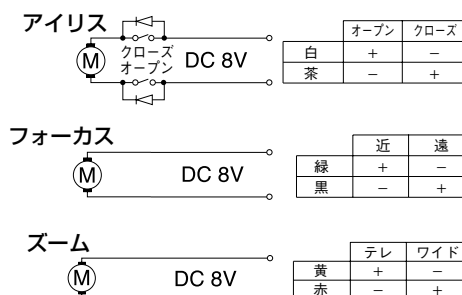 アイリス
クローズ
オープン
M
DC 8V
オープン クローズ
白 + −
茶 − +
フォーカス
M
DC 8V
近 遠
緑 + −
黒 − +
ズーム
M
DC 8V
テレ ワイド
黄 + −
赤 − +